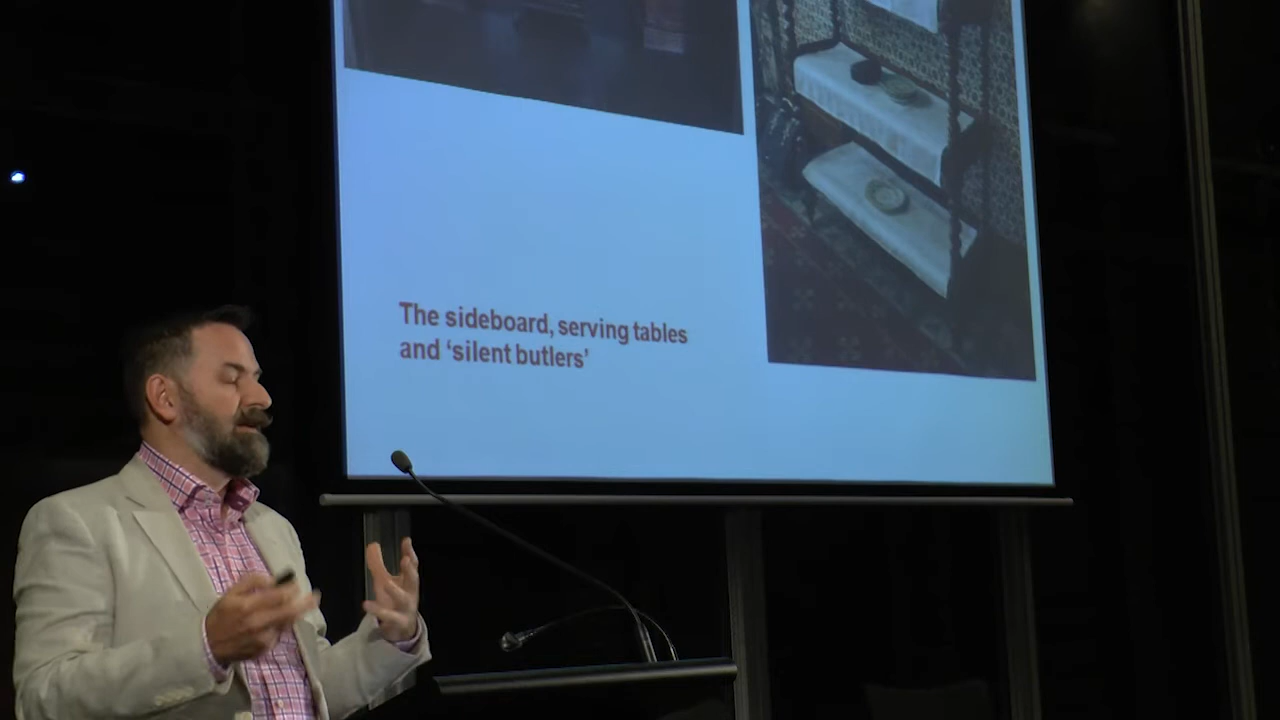 The sideboard, serving tables
and ‘silent butlers’